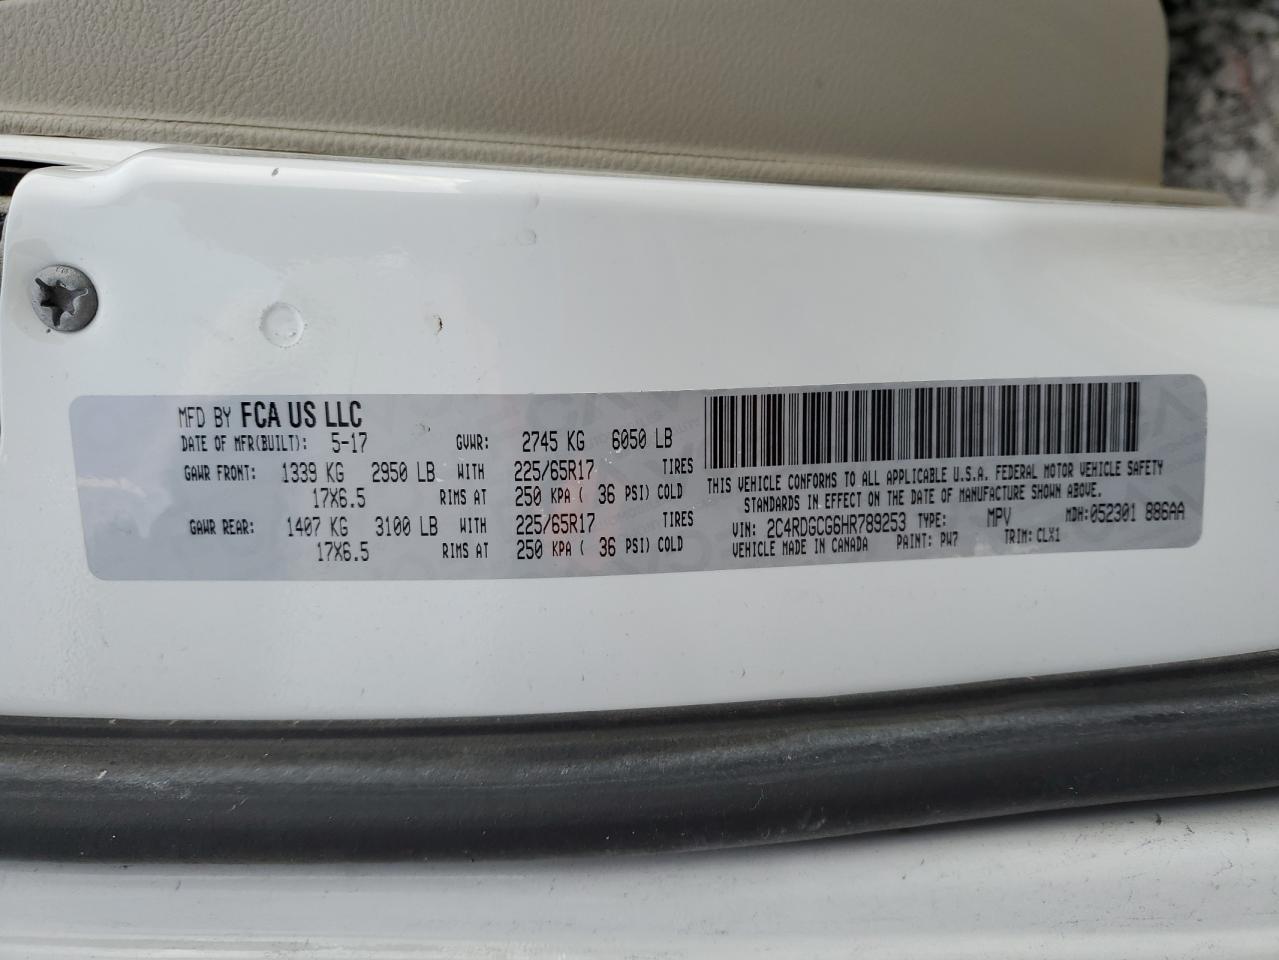 MFD BY FCA US LLC
DATE OF MFR(BUILT): 5-17 GVWR: 2745 KG 6050 LB
GAWR FRONT: 1339 KG 2950 LB WITH 225/65R17 TIRES
17X6.5 RIMS AT 250 KPA ( 36 PSI) COLD
GAWR REAR: 1407 KG 3100 LB WITH 225/65R17 TIRES
17X6.5 RIMS AT 250 KPA ( 36 PSI) COLD
THIS VEHICLE CONFORMS TO ALL APPLICABLE U.S.A. FEDERAL MOTOR VEHICLE SAFETY
STANDARDS IN EFFECT ON THE DATE OF MANUFACTURE SHOWN ABOVE.
VIN: 2C4RDGCG6HR789253 TYPE: MPV MDH:052301 886AA
VEHICLE MADE IN CANADA PAINT: PW7 TRIM: CLX1